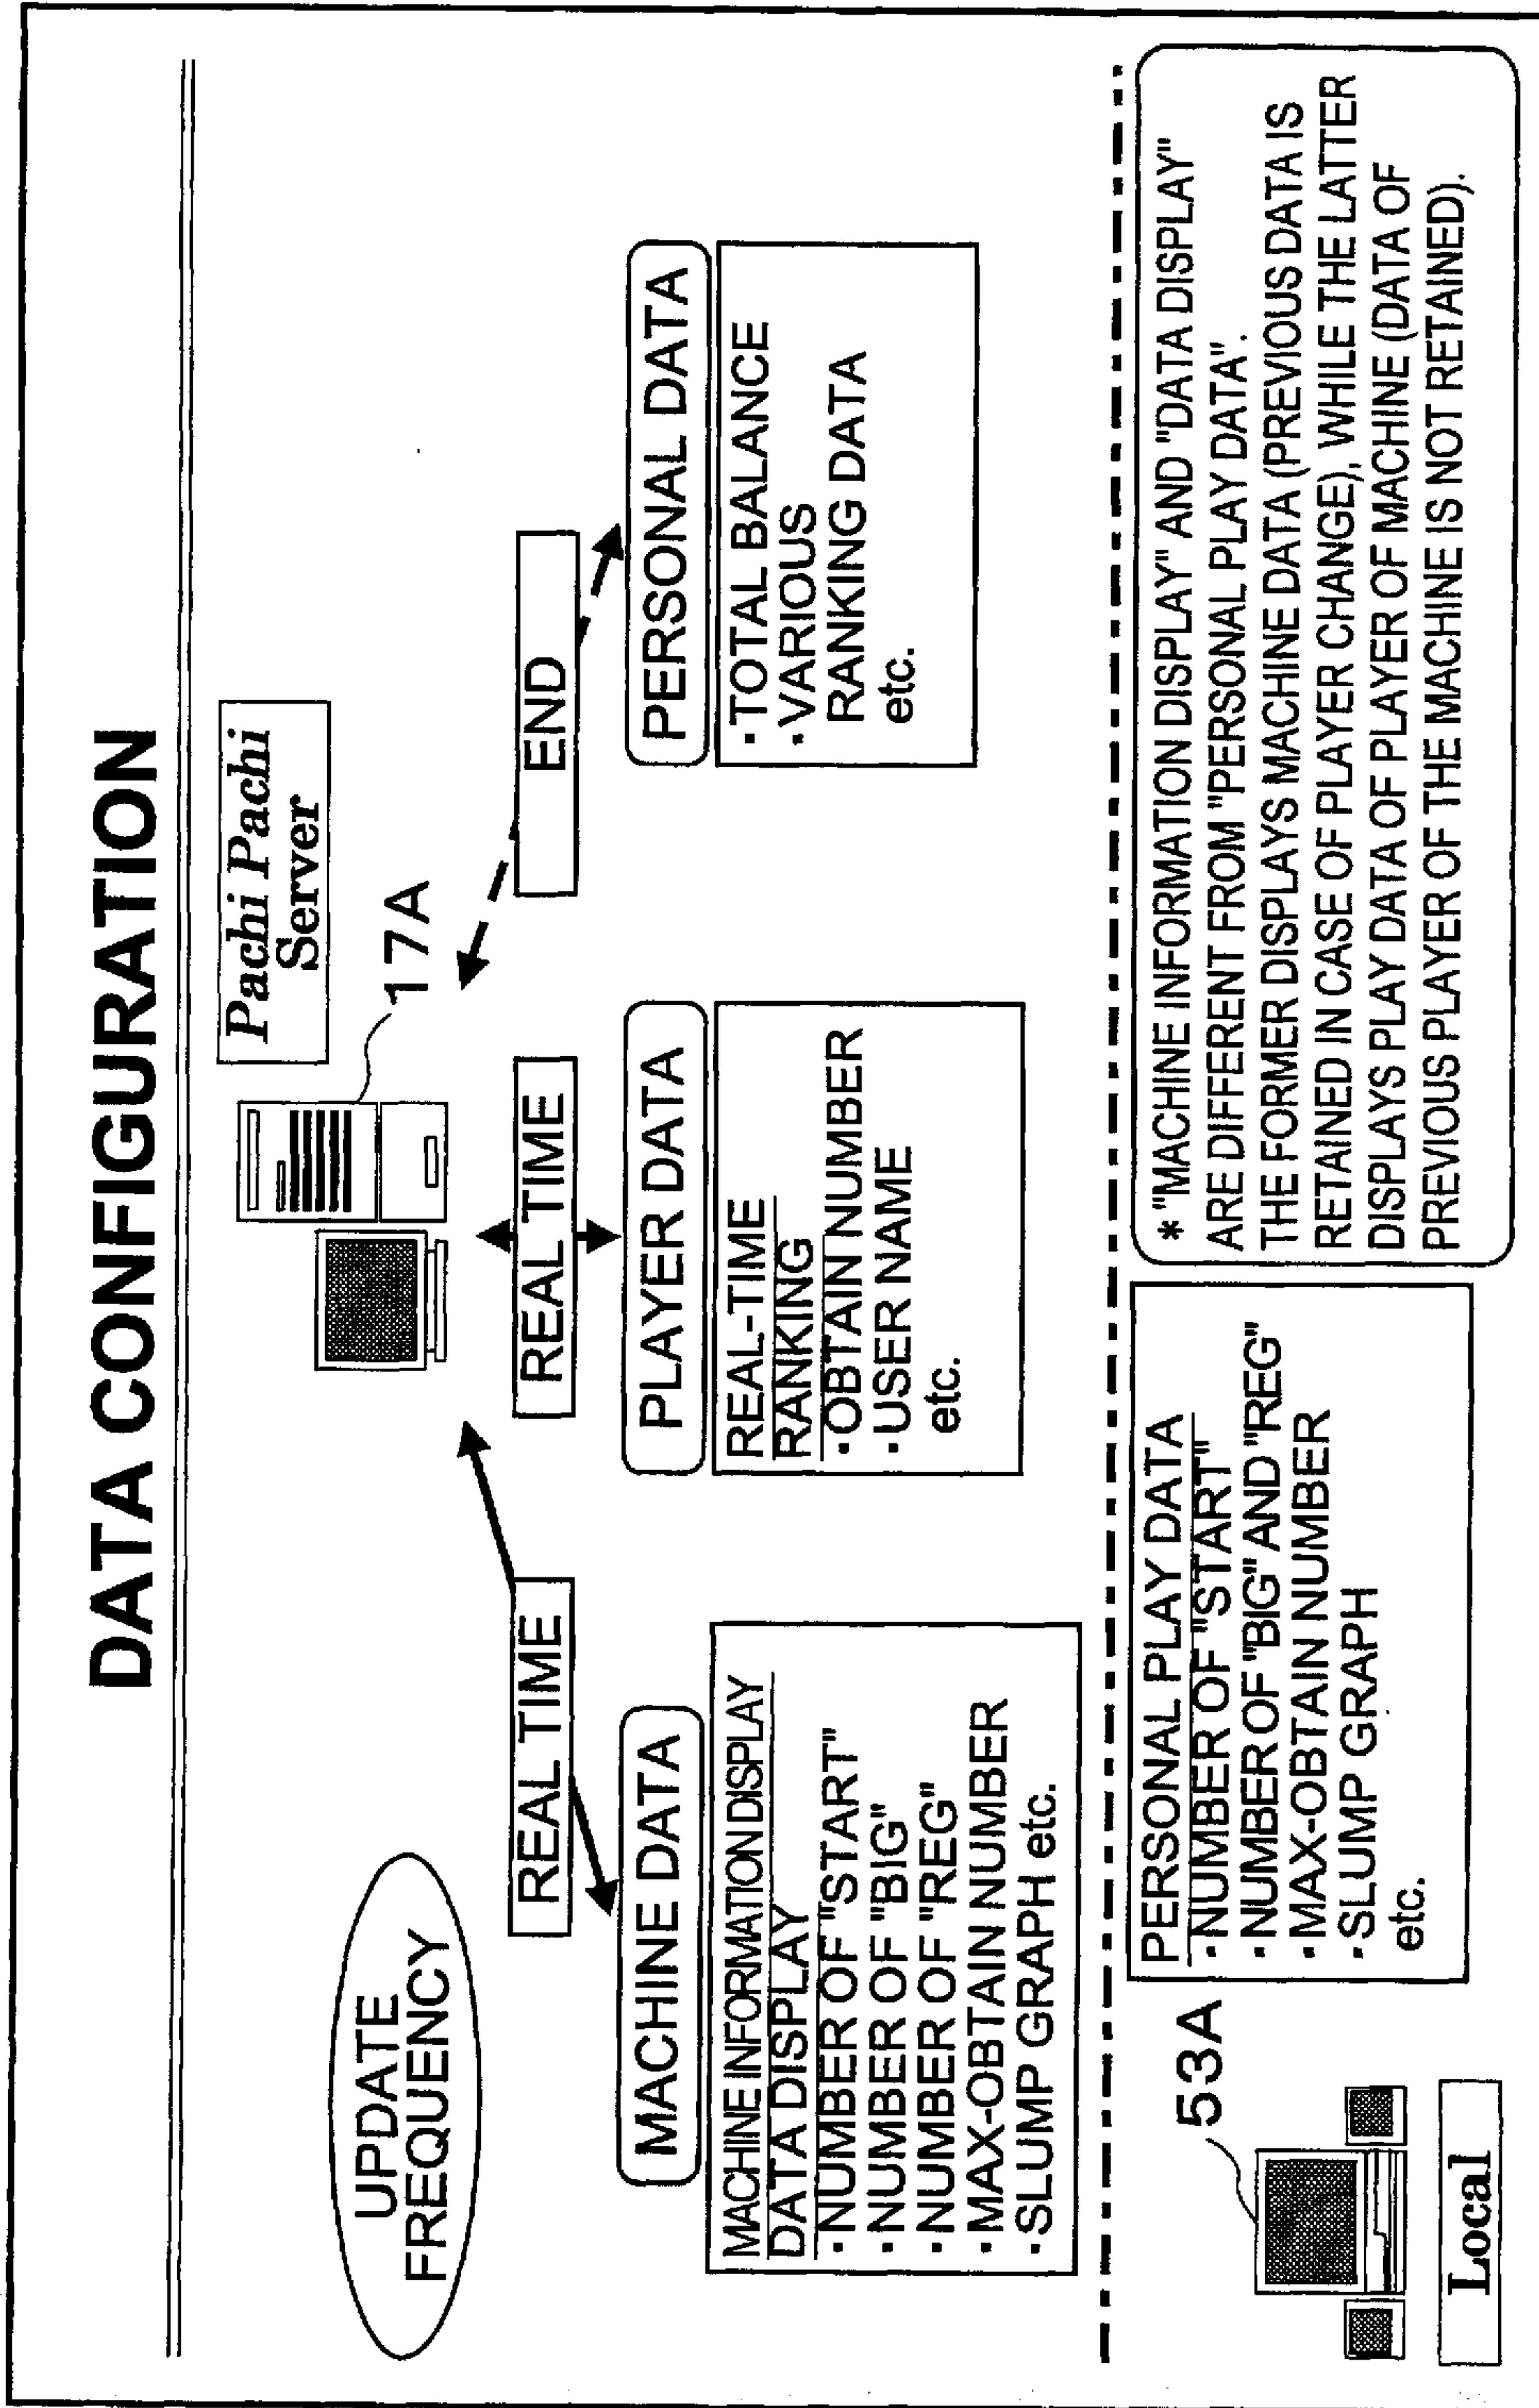 DATA CONFIGURATION
Pachi Pachi
Server
17A
UPDATE
FREQUENCY
REAL TIME
REAL TIME
END
MACHINE DATA
MACHINE INFORMATION DISPLAY
DATA DISPLAY
・NUMBER OF "START"
・NUMBER OF "BIG"
・NUMBER OF "REG"
・MAX-OBTAIN NUMBER
・SLUMP GRAPH etc.
PLAYER DATA
REAL-TIME
RANKING
・OBTAIN NUMBER
・USER NAME
etc.
PERSONAL DATA
・TOTAL BALANCE
・VARIOUS
RANKING DATA
etc.
53A
Local
PERSONAL PLAY DATA
・NUMBER OF "START"
・NUMBER OF "BIG" AND "REG"
・MAX-OBTAIN NUMBER
・SLUMP GRAPH
etc.
* "MACHINE INFORMATION DISPLAY" AND "DATA DISPLAY"
ARE DIFFERENT FROM "PERSONAL PLAY DATA".
THE FORMER DISPLAYS MACHINE DATA (PREVIOUS DATA IS
RETAINED IN CASE OF PLAYER CHANGE), WHILE THE LATTER
DISPLAYS PLAY DATA OF PLAYER OF MACHINE (DATA OF
PREVIOUS PLAYER OF THE MACHINE IS NOT RETAINED).